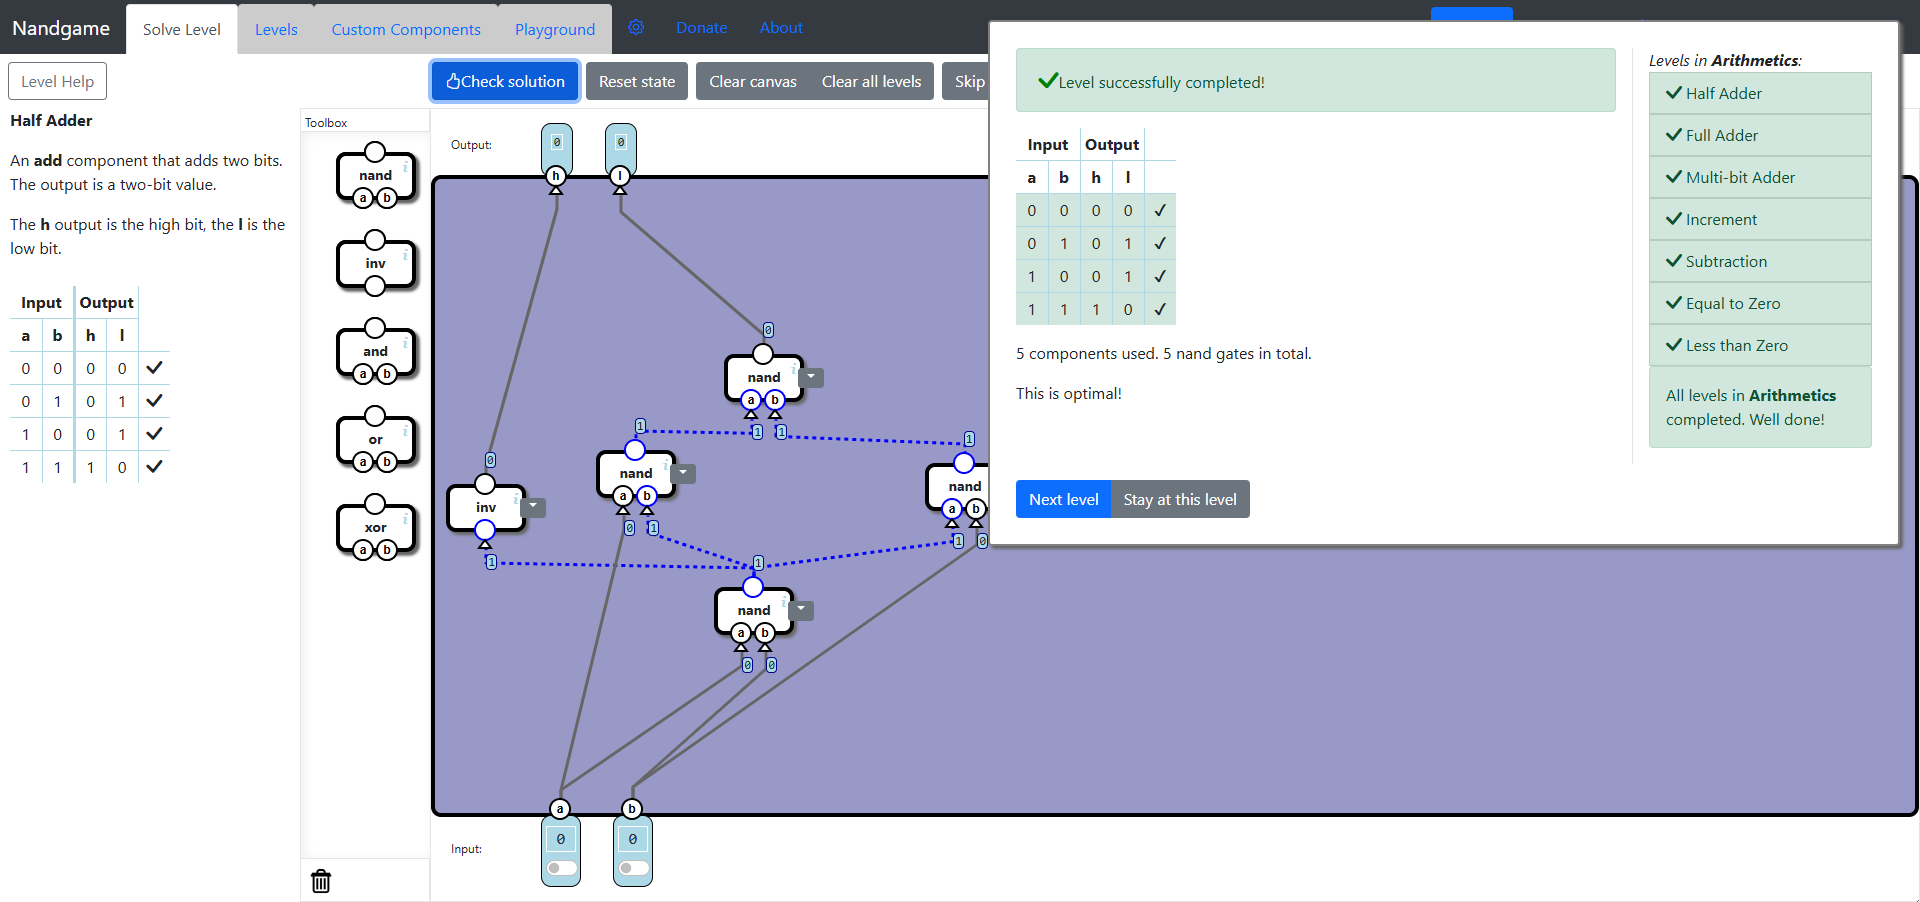 Nandgame
Solve Level
Levels
Custom Components
Playground
Donate
About
Level Help
Check solution
Reset state
Clear canvas
Clear all levels
Skip
Half Adder
An add component that adds two bits.
The output is a two-bit value.
The h output is the high bit, the l is the
low bit.
Input Output
a b h l
0 0 0 0
0 1 0 1
1 0 0 1
1 1 1 0
Toolbox
nand
a b
inv
and
a b
or
a b
xor
a b
Output:
0 0
h l
0
nand
a b
1 1 1 1
nand
a b
0 1
0
inv
1
nand
a b
1 0
1
nand
a b
0 0
a b
Input:
0 0
Level successfully completed!
Input Output
a b h l
0 0 0 0
0 1 0 1
1 0 0 1
1 1 1 0
5 components used. 5 nand gates in total.
This is optimal!
Next level
Stay at this level
Levels in Arithmetics:
Half Adder
Full Adder
Multi-bit Adder
Increment
Subtraction
Equal to Zero
Less than Zero
All levels in Arithmetics
completed. Well done!